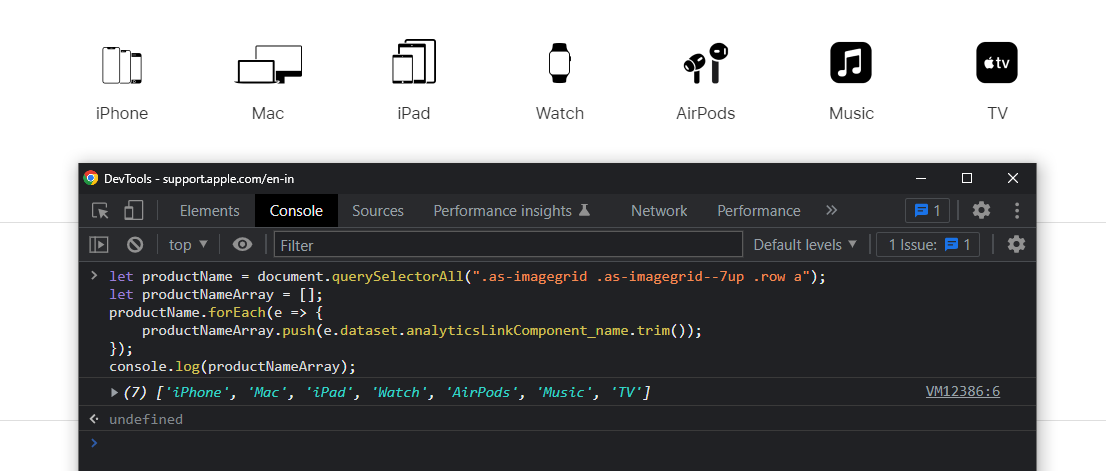 tv
iPhone Mac iPad Watch AirPods Music TV
DevTools - support.apple.com/en-in
Elements Console Sources Performance insights Network Performance 1
top Filter Default levels 1 Issue: 1
let productName = document.querySelectorAll(".as-imagegrid .as-imagegrid--7up .row a");
let productNameArray = [];
productName.forEach(e => {
    productNameArray.push(e.dataset.analyticsLinkComponent_name.trim());
});
console.log(productNameArray);
(7) ['iPhone', 'Mac', 'iPad', 'Watch', 'AirPods', 'Music', 'TV'] VM12386:6
undefined